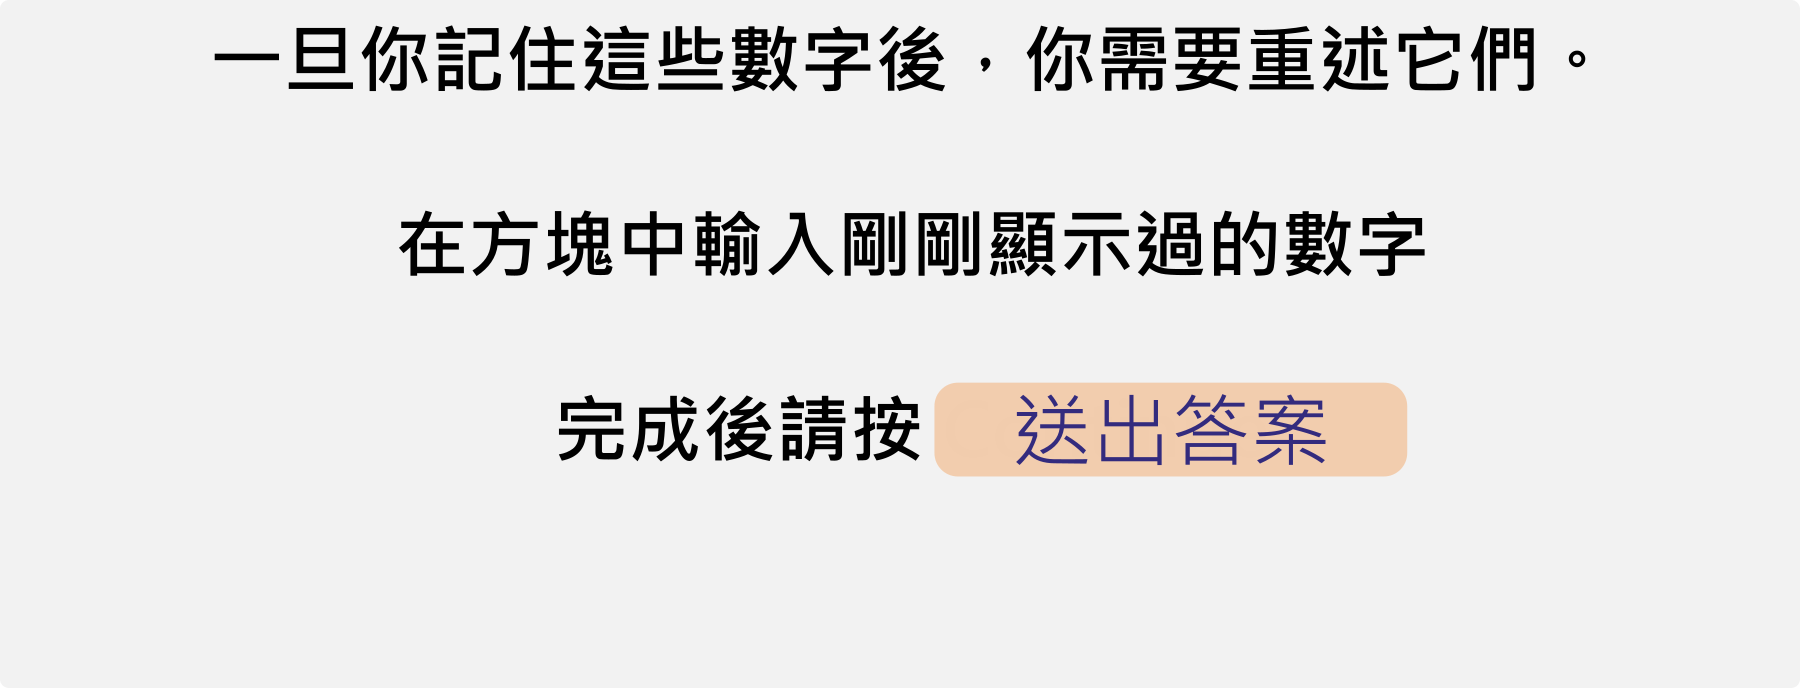 一旦你記住這些數字後，你需要重述它們。
在方塊中輸入剛剛顯示過的數字
完成後請按 送出答案